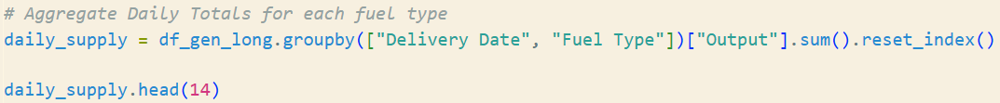 # Aggregate Daily Totals for each fuel type
daily_supply = df_gen_long.groupby(["Delivery Date", "Fuel Type"])["Output"].sum().reset_index()
daily_supply.head(14)